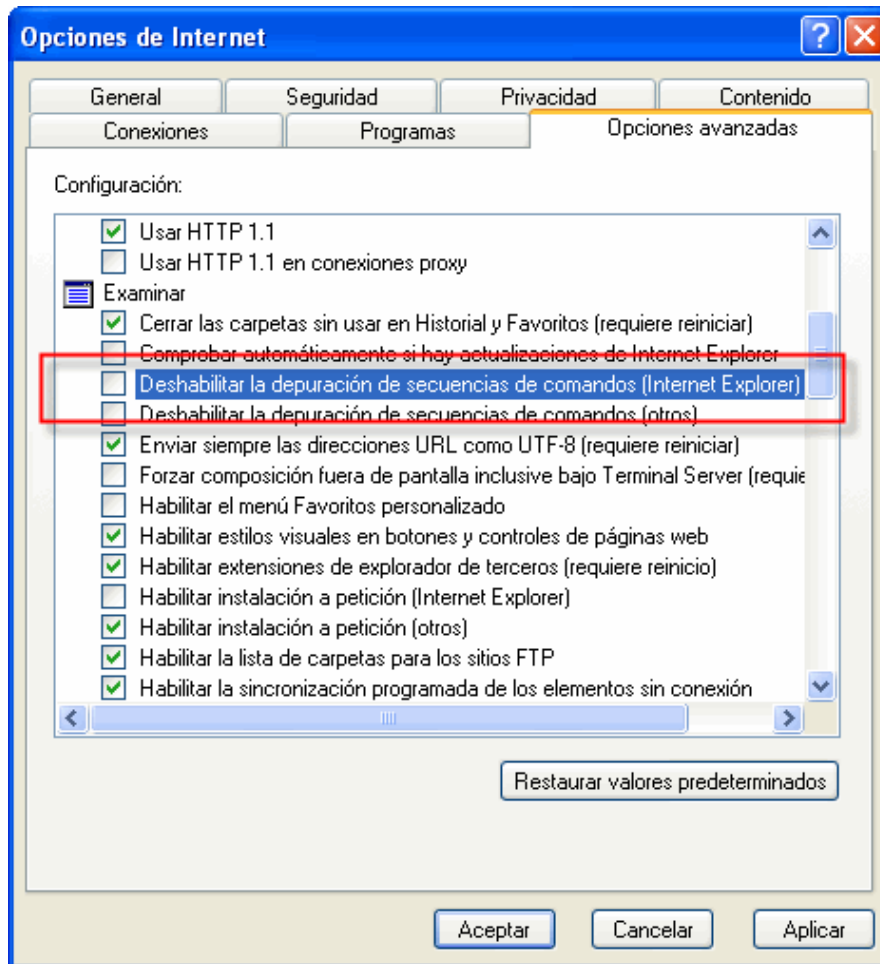 Opciones de Internet
General Seguridad Privacidad Contenido
Conexiones Programas Opciones avanzadas
Configuración:
Usar HTTP 1.1
Usar HTTP 1.1 en conexiones proxy
Examinar
Cerrar las carpetas sin usar en Historial y Favoritos (requiere reiniciar)
Comprobar automáticamente si hay actualizaciones de Internet Explorer
Deshabilitar la depuración de secuencias de comandos (Internet Explorer)
Deshabilitar la depuración de secuencias de comandos (otros)
Enviar siempre las direcciones URL como UTF-8 (requiere reiniciar)
Forzar composición fuera de pantalla inclusive bajo Terminal Server (requie
Habilitar el menú Favoritos personalizado
Habilitar estilos visuales en botones y controles de páginas web
Habilitar extensiones de explorador de terceros (requiere reinicio)
Habilitar instalación a petición (Internet Explorer)
Habilitar instalación a petición (otros)
Habilitar la lista de carpetas para los sitios FTP
Habilitar la sincronización programada de los elementos sin conexión
Restaurar valores predeterminados
Aceptar Cancelar Aplicar